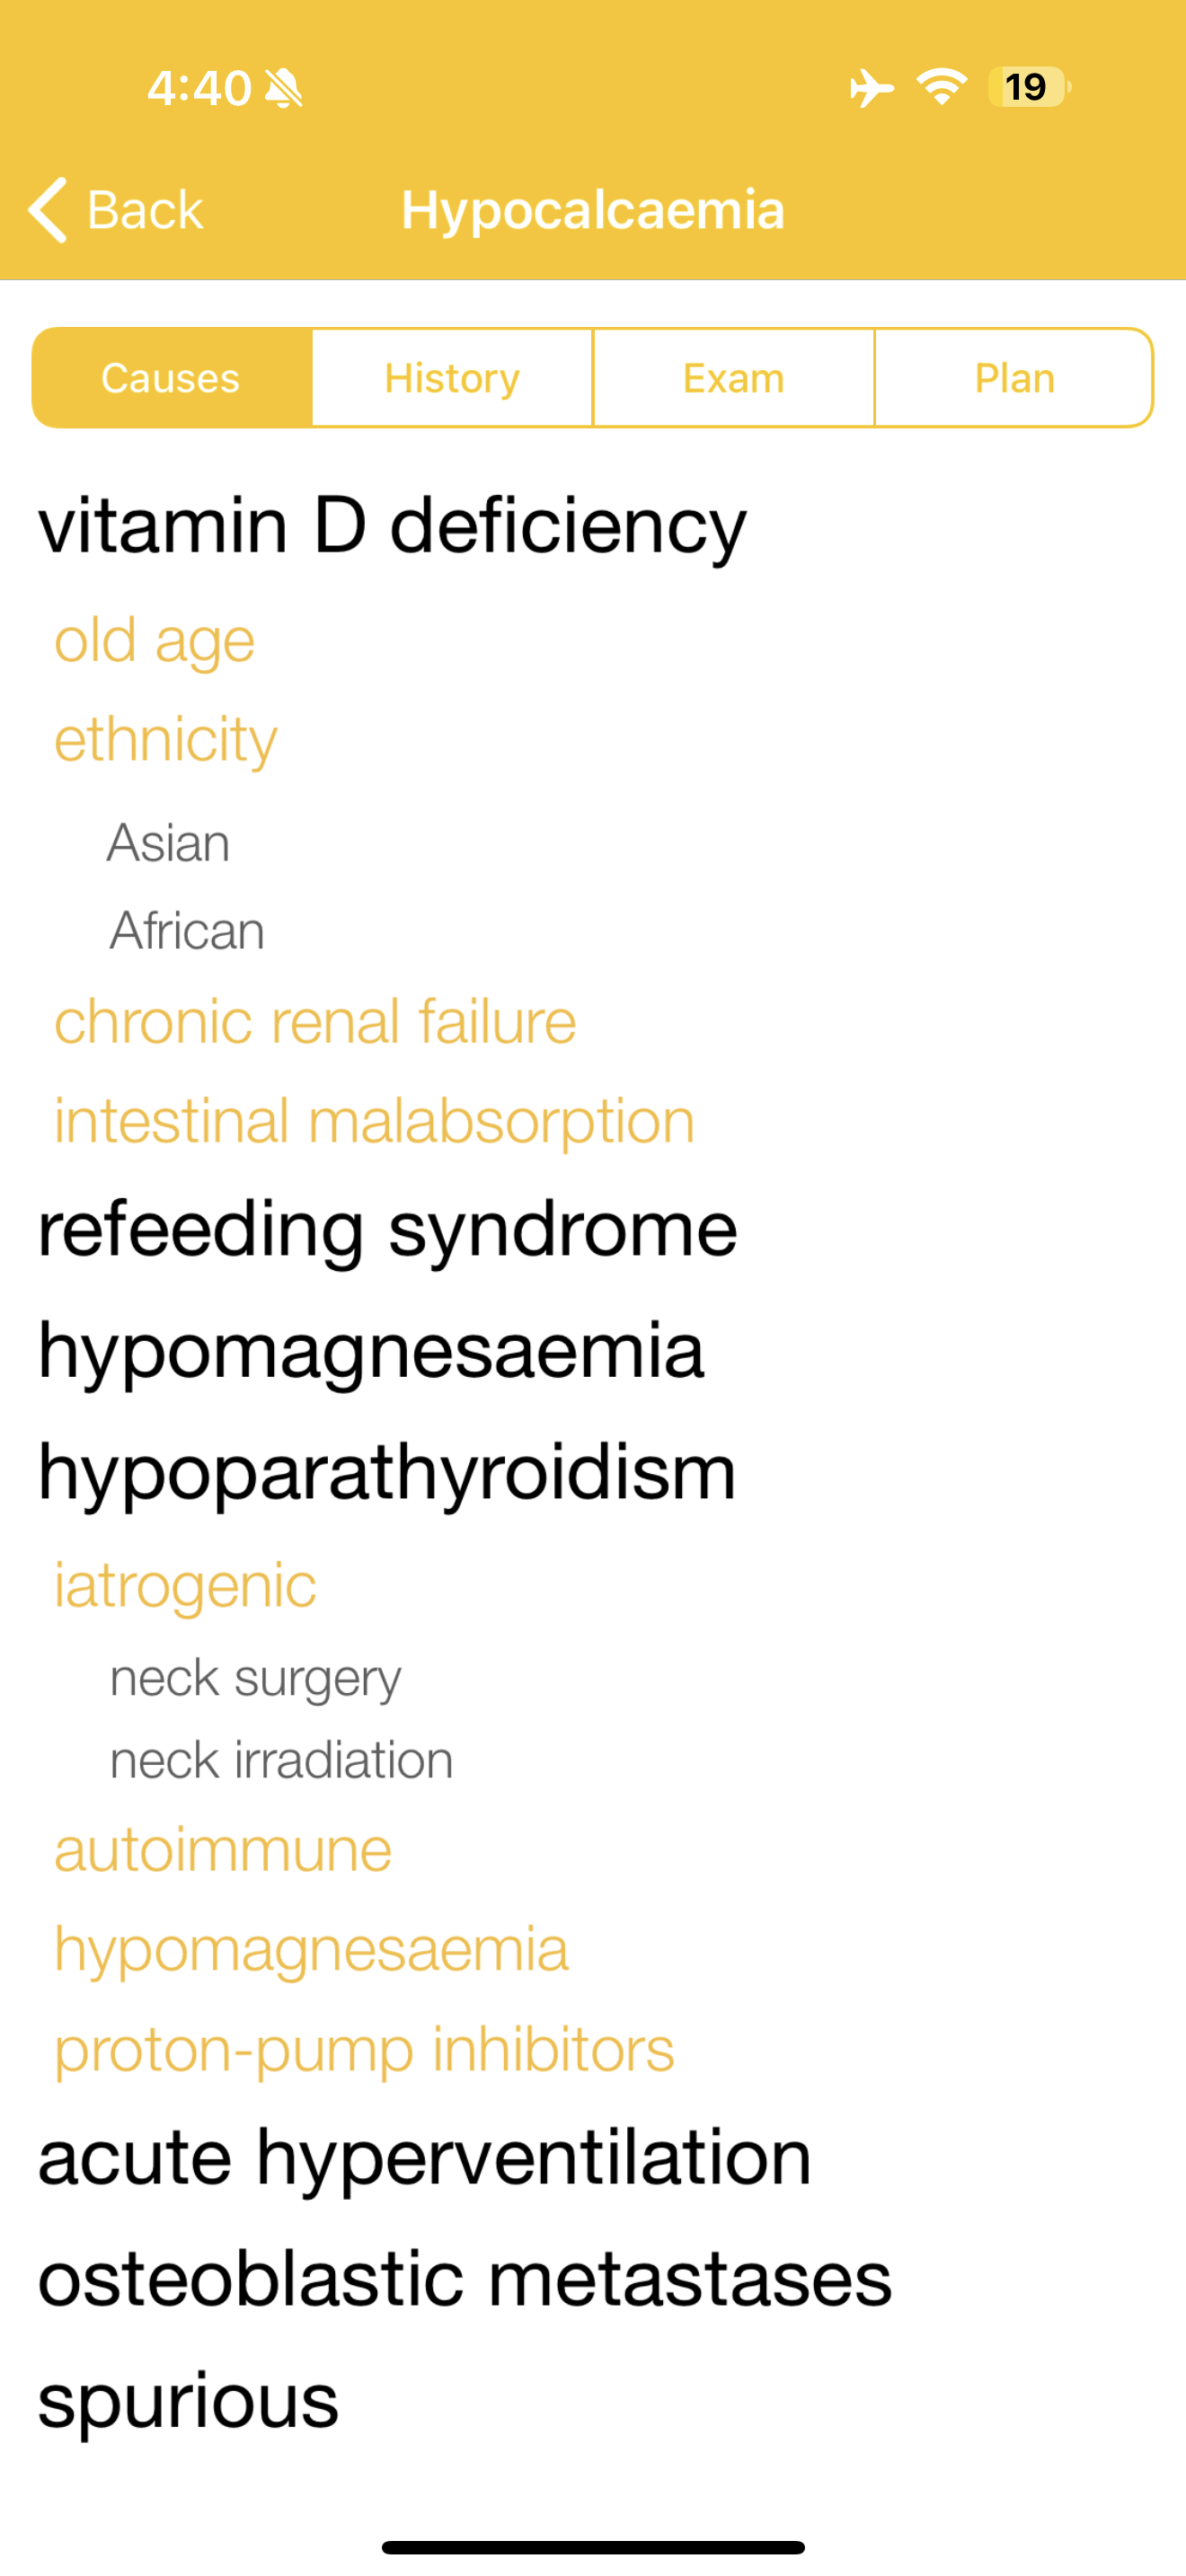 4:40
19
Back
Hypocalcaemia
Causes
History
Exam
Plan
vitamin D deficiency
old age
ethnicity
Asian
African
chronic renal failure
intestinal malabsorption
refeeding syndrome
hypomagnesaemia
hypoparathyroidism
iatrogenic
neck surgery
neck irradiation
autoimmune
hypomagnesaemia
proton-pump inhibitors
acute hyperventilation
osteoblastic metastases
spurious